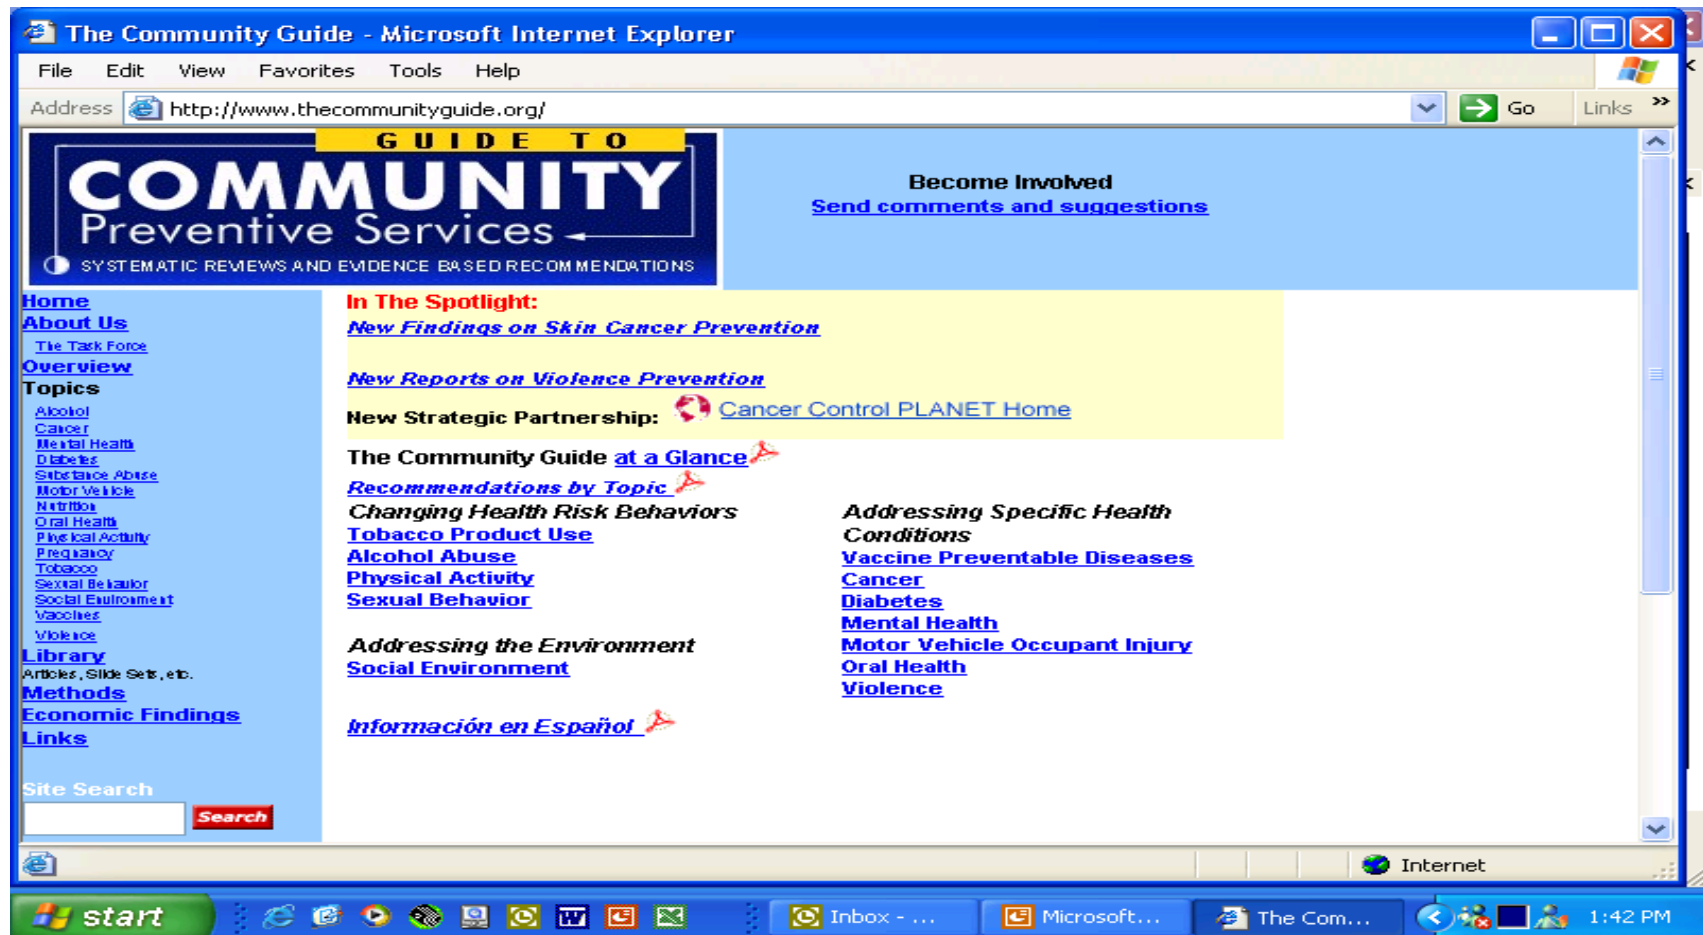 The Community Guide - Microsoft Internet Explorer
File Edit View Favorites Tools Help
Address http://www.thecommunityguide.org/ Go Links »
GUIDE TO
COMMUNITY
Preventive Services
SYSTEMATIC REVIEWS AND EVIDENCE BASED RECOMMENDATIONS
Become Involved
Send comments and suggestions
Home
About Us
The Task Force
Overview
Topics
Alcohol
Cancer
Mental Health
Diabetes
Substance Abuse
Motor Vehicle
Nutrition
Oral Health
Physical Activity
Pregnancy
Tobacco
Sexual Behavior
Social Environment
Vaccines
Violence
Library
Articles, Slide Sets, etc.
Methods
Economic Findings
Links
Site Search
Search
In The Spotlight:
New Findings on Skin Cancer Prevention
New Reports on Violence Prevention
New Strategic Partnership: Cancer Control PLANET Home
The Community Guide at a Glance
Recommendations by Topic
Changing Health Risk Behaviors
Tobacco Product Use
Alcohol Abuse
Physical Activity
Sexual Behavior
Addressing the Environment
Social Environment
Información en Español
Addressing Specific Health
Conditions
Vaccine Preventable Diseases
Cancer
Diabetes
Mental Health
Motor Vehicle Occupant Injury
Oral Health
Violence
Internet
start Inbox - ... Microsoft... The Com... 1:42 PM